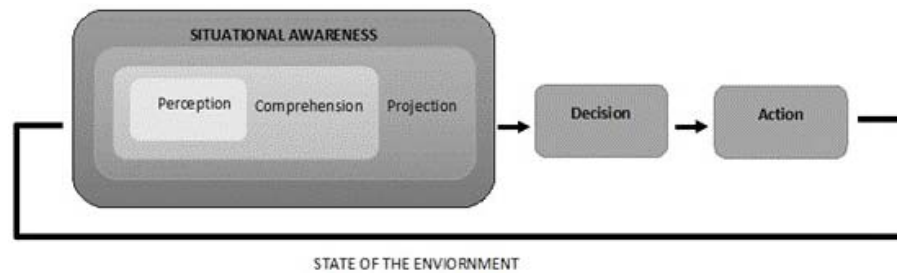 SITUATIONAL AWARENESS
Perception
Comprehension
Projection
Decision
Action
STATE OF THE ENVIORNMENT